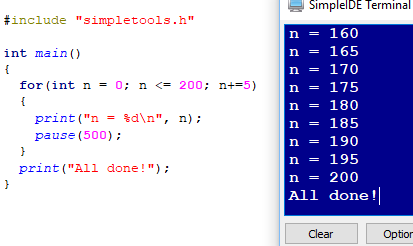 #include "simpletools.h"
int main()
{
  for(int n = 0; n <= 200; n+=5)
  {
    print("n = %d\n", n);
    pause(500);
  }
  print("All done!");
}
SimpleIDE Terminal
n = 160
n = 165
n = 170
n = 175
n = 180
n = 185
n = 190
n = 195
n = 200
All done!
Clear
Option